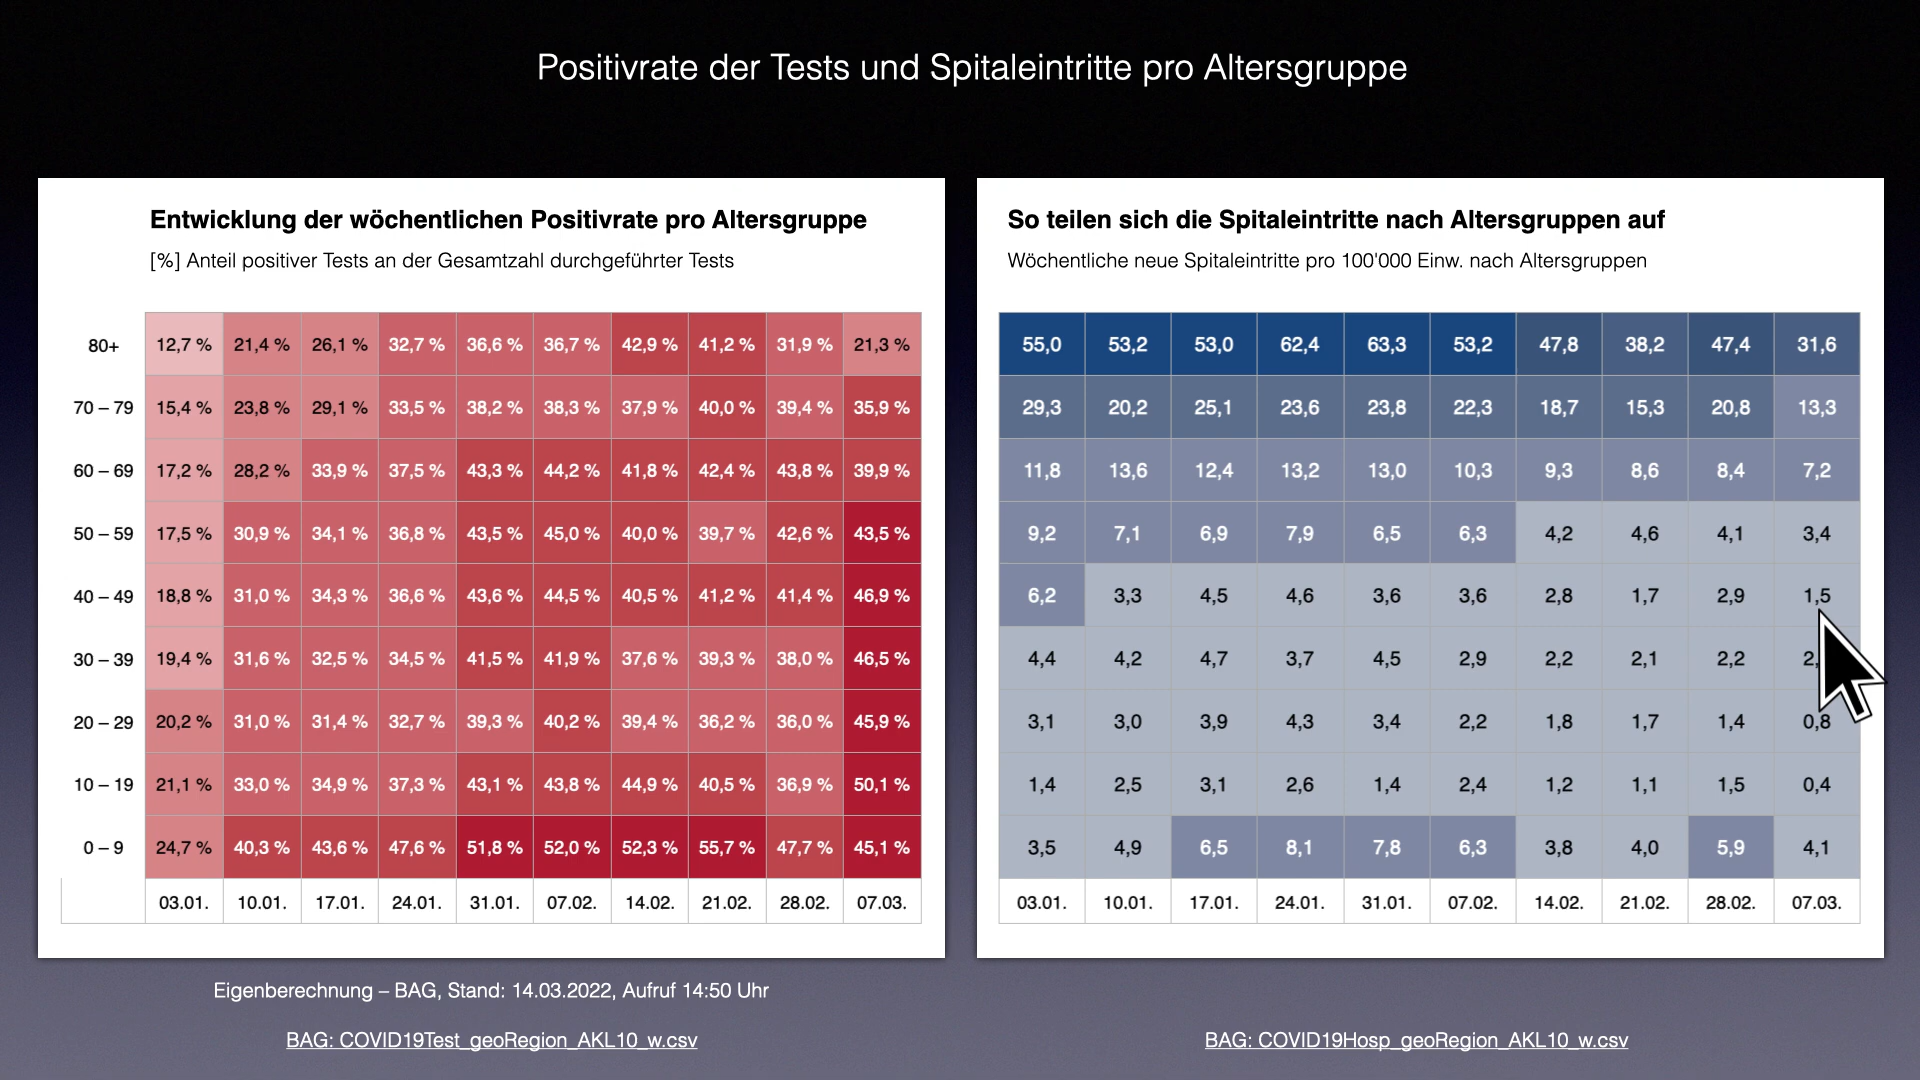 Positivrate der Tests und Spitaleintritte pro Altersgruppe
Entwicklung der wöchentlichen Positivrate pro Altersgruppe
[%] Anteil positiver Tests an der Gesamtzahl durchgeführter Tests
80+ 12,7 % 21,4 % 26,1 % 32,7 % 36,6 % 36,7 % 42,9 % 41,2 % 31,9 % 21,3 %
70 – 79 15,4 % 23,8 % 29,1 % 33,5 % 38,2 % 38,3 % 37,9 % 40,0 % 39,4 % 35,9 %
60 – 69 17,2 % 28,2 % 33,9 % 37,5 % 43,3 % 44,2 % 41,8 % 42,4 % 43,8 % 39,9 %
50 – 59 17,5 % 30,9 % 34,1 % 36,8 % 43,5 % 45,0 % 40,0 % 39,7 % 42,6 % 43,5 %
40 – 49 18,8 % 31,0 % 34,3 % 36,6 % 43,6 % 44,5 % 40,5 % 41,2 % 41,4 % 46,9 %
30 – 39 19,4 % 31,6 % 32,5 % 34,5 % 41,5 % 41,9 % 37,6 % 39,3 % 38,0 % 46,5 %
20 – 29 20,2 % 31,0 % 31,4 % 32,7 % 39,3 % 40,2 % 39,4 % 36,2 % 36,0 % 45,9 %
10 – 19 21,1 % 33,0 % 34,9 % 37,3 % 43,1 % 43,8 % 44,9 % 40,5 % 36,9 % 50,1 %
0 – 9 24,7 % 40,3 % 43,6 % 47,6 % 51,8 % 52,0 % 52,3 % 55,7 % 47,7 % 45,1 %
03.01. 10.01. 17.01. 24.01. 31.01. 07.02. 14.02. 21.02. 28.02. 07.03.
Eigenberechnung – BAG, Stand: 14.03.2022, Aufruf 14:50 Uhr
BAG: COVID19Test_geoRegion_AKL10_w.csv
So teilen sich die Spitaleintritte nach Altersgruppen auf
Wöchentliche neue Spitaleintritte pro 100'000 Einw. nach Altersgruppen
55,0 53,2 53,0 62,4 63,3 53,2 47,8 38,2 47,4 31,6
29,3 20,2 25,1 23,6 23,8 22,3 18,7 15,3 20,8 13,3
11,8 13,6 12,4 13,2 13,0 10,3 9,3 8,6 8,4 7,2
9,2 7,1 6,9 7,9 6,5 6,3 4,2 4,6 4,1 3,4
6,2 3,3 4,5 4,6 3,6 3,6 2,8 1,7 2,9 1,5
4,4 4,2 4,7 3,7 4,5 2,9 2,2 2,1 2,2
3,1 3,0 3,9 4,3 3,4 2,2 1,8 1,7 1,4 0,8
1,4 2,5 3,1 2,6 1,4 2,4 1,2 1,1 1,5 0,4
3,5 4,9 6,5 8,1 7,8 6,3 3,8 4,0 5,9 4,1
03.01. 10.01. 17.01. 24.01. 31.01. 07.02. 14.02. 21.02. 28.02. 07.03.
BAG: COVID19Hosp_geoRegion_AKL10_w.csv